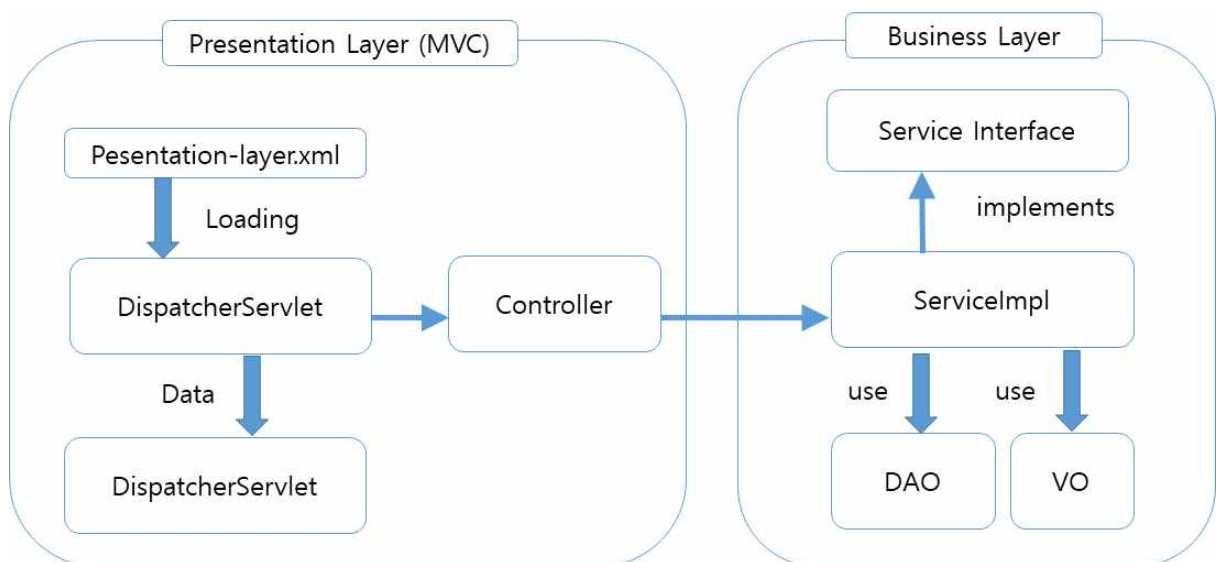 Presentation Layer (MVC)
Business Layer
Pesentation-layer.xml
Loading
DispatcherServlet
Controller
Data
DispatcherServlet
Service Interface
implements
ServiceImpl
use
use
DAO
VO